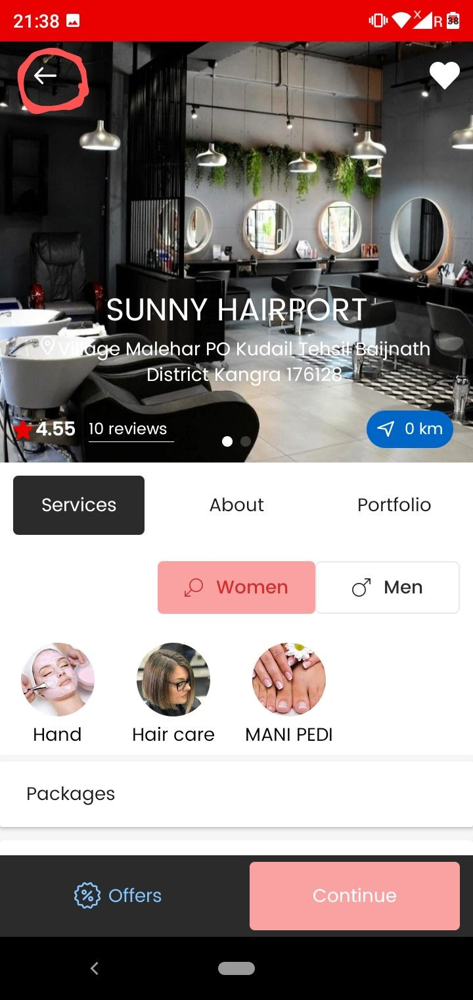 21:38
X
R
38
SUNNY HAIRPORT
Village Malehar PO Kudail Tehsil Baijnath
District Kangra 176128
4.55 10 reviews
0 km
Services About Portfolio
Women Men
Hand Hair care MANI PEDI
Packages
Offers Continue